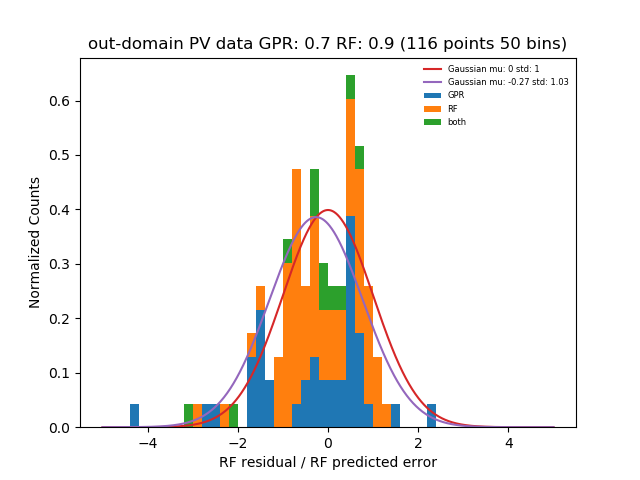 out-domain PV data GPR: 0.7 RF: 0.9 (116 points 50 bins)
Gaussian mu: 0 std: 1
Gaussian mu: -0.27 std: 1.03
GPR
RF
both
Normalized Counts
0.6
0.5
0.4
0.3
0.2
0.1
0.0
−4
−2
0
2
4
RF residual / RF predicted error